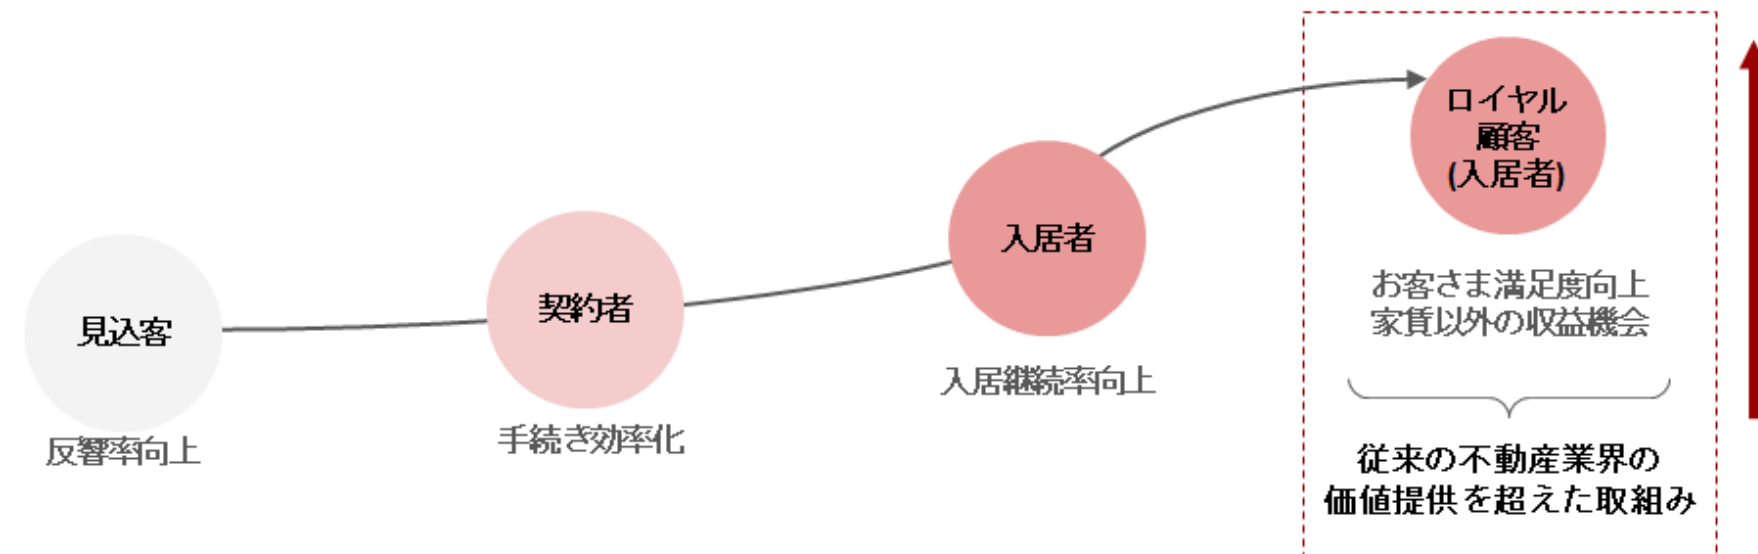 見込客
反響率向上
契約者
手続き効率化
入居者
入居継続率向上
ロイヤル
顧客
(入居者)
お客さま満足度向上
家賃以外の収益機会
従来の不動産業界の
価値提供を超えた取組み